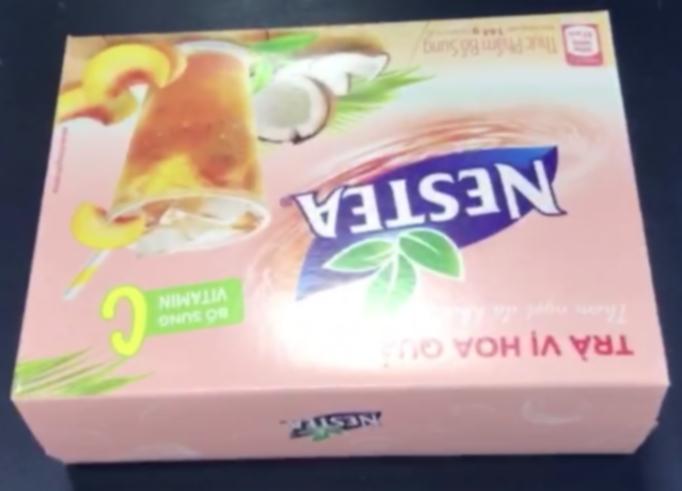 TRÀ VỊ HOA QUẢ
BỔ SUNG
VITAMIN
C
NESTEA
Thực Phẩm Bổ Sung
144 g
NESTEA